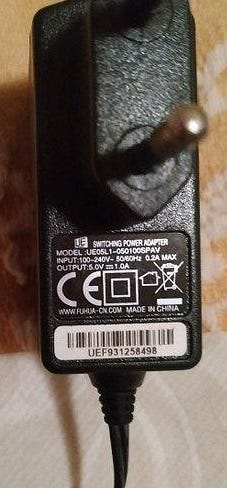 UE SWITCHING POWER ADAPTER
MODEL :UE05L1-050100SPAV
INPUT:100-240V~ 50/60Hz 0.2A MAX
OUTPUT:5.0V⎓1.0A
CE
WWW.FUHUA-CN.COM MADE IN CHINA
UEF931258498